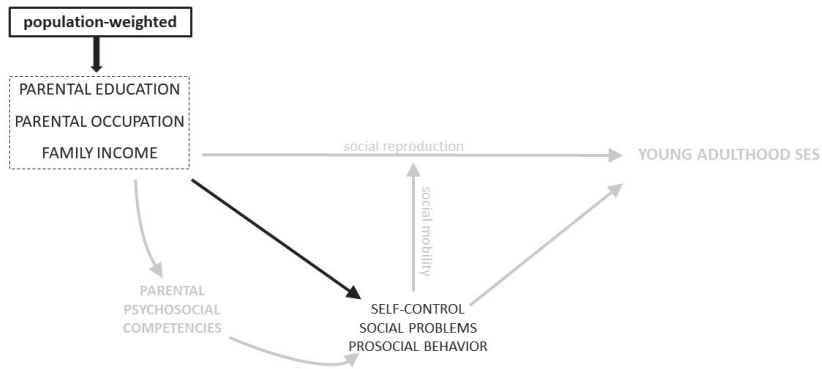 population-weighted
PARENTAL EDUCATION
PARENTAL OCCUPATION
FAMILY INCOME
social reproduction
YOUNG ADULTHOOD SES
social mobility
PARENTAL
PSYCHOSOCIAL
COMPETENCIES
SELF-CONTROL
SOCIAL PROBLEMS
PROSOCIAL BEHAVIOR